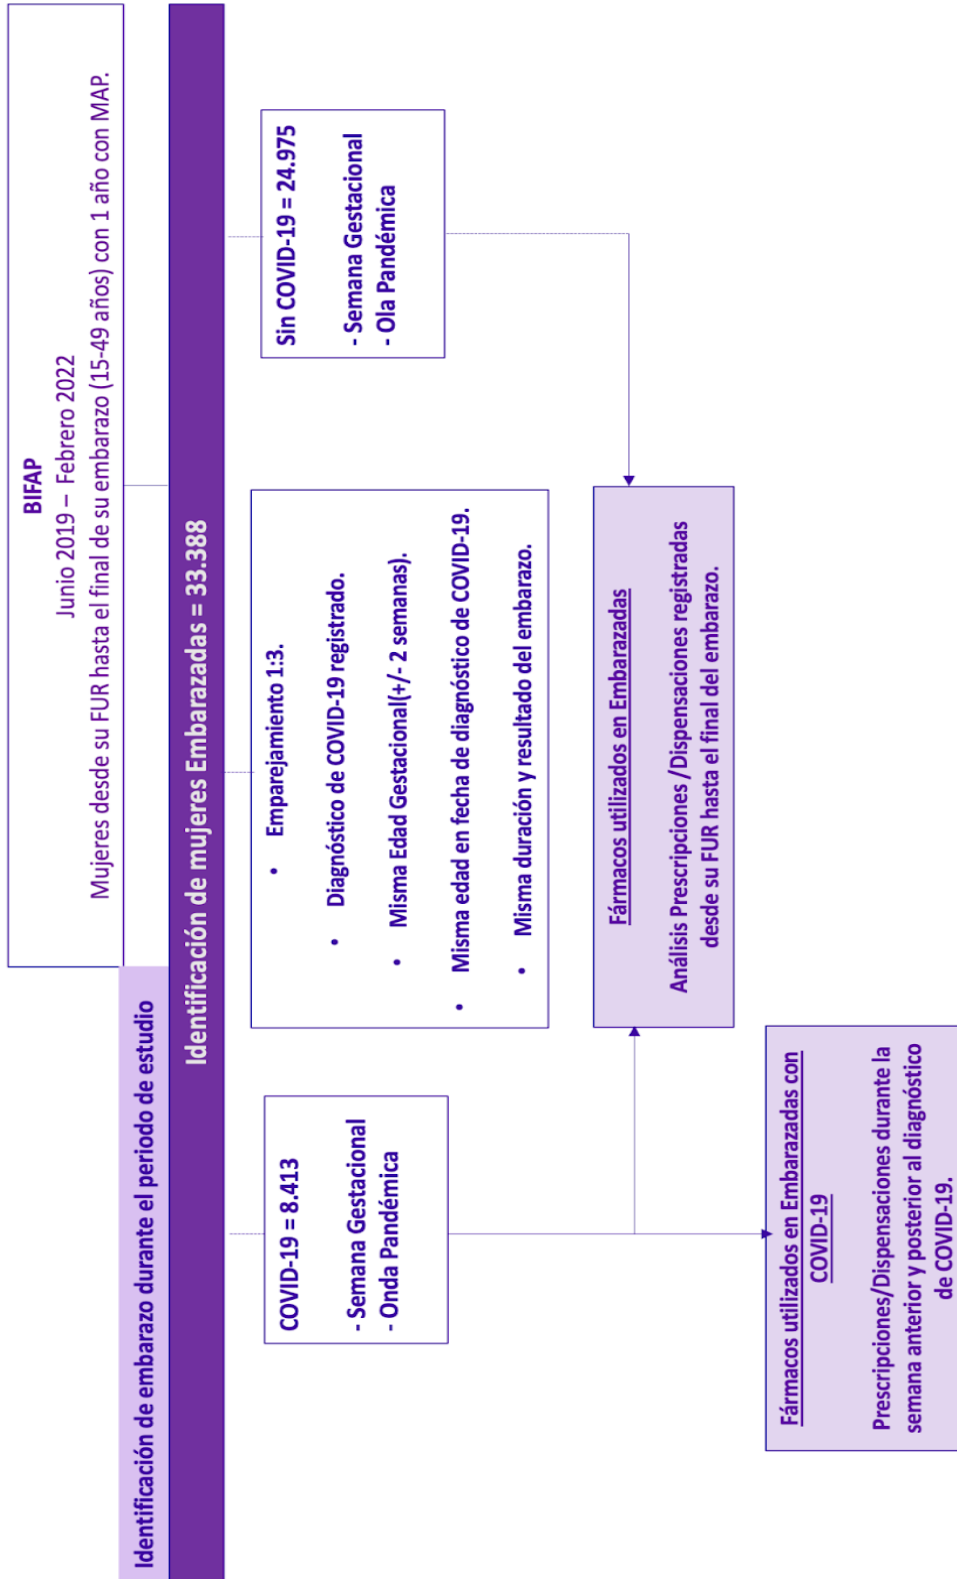 BIFAP
Junio 2019 – Febrero 2022
Mujeres desde su FUR hasta el final de su embarazo (15-49 años) con 1 año con MAP.
Identificación de embarazo durante el periodo de estudio
Identificación de mujeres Embarazadas = 33.388
COVID-19 = 8.413
- Semana Gestacional
- Onda Pandémica
• Emparejamiento 1:3.
• Diagnóstico de COVID-19 registrado.
• Misma Edad Gestacional(+/- 2 semanas).
• Misma edad en fecha de diagnóstico de COVID-19.
• Misma duración y resultado del embarazo.
Sin COVID-19 = 24.975
- Semana Gestacional
- Ola Pandémica
Fármacos utilizados en Embarazadas
Análisis Prescripciones /Dispensaciones registradas
desde su FUR hasta el final del embarazo.
Fármacos utilizados en Embarazadas con
COVID-19
Prescripciones/Dispensaciones durante la
semana anterior y posterior al diagnóstico
de COVID-19.